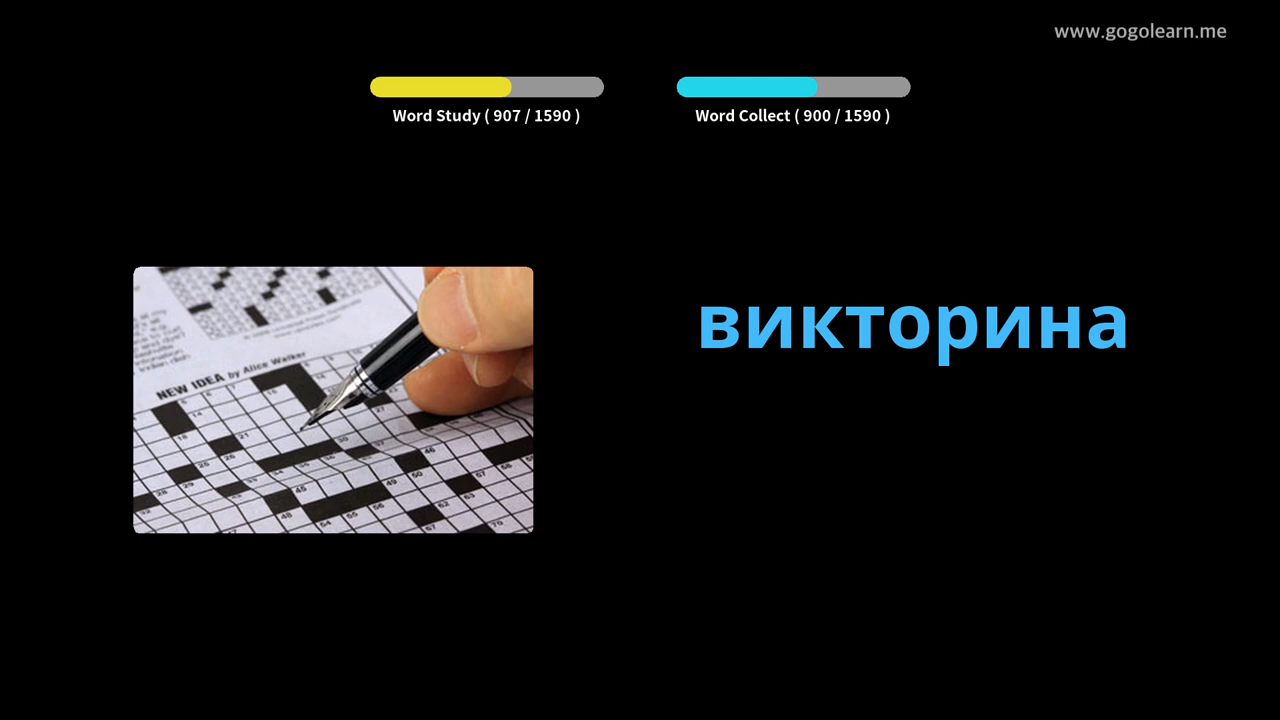 www.gogolearn.me
Word Study ( 907 / 1590 )
Word Collect ( 900 / 1590 )
викторина
NEW IDEA by Alice Walker